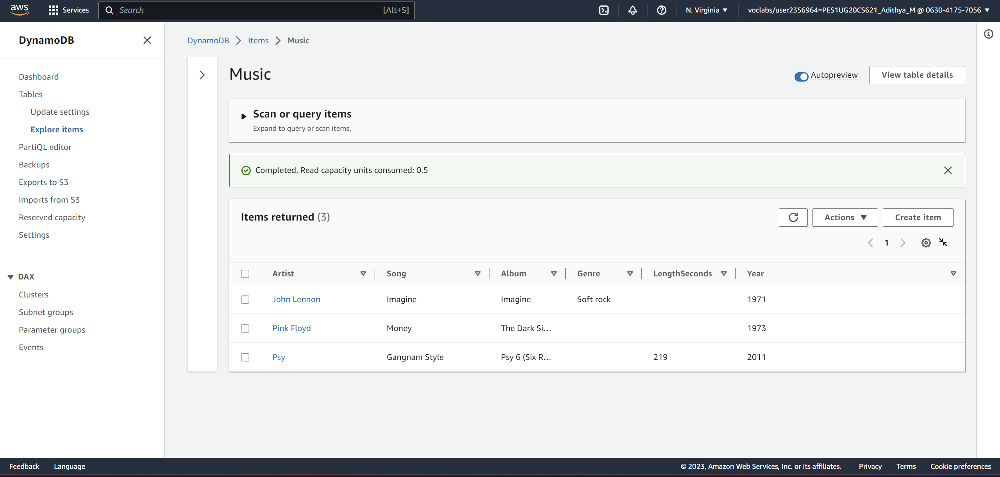 aws Services Search [Alt+S] N. Virginia voclabs/user2356964=PES1UG20CS621_Adithya_M @ 0630-4175-7056
DynamoDB
Dashboard
Tables
Update settings
Explore items
PartiQL editor
Backups
Exports to S3
Imports from S3
Reserved capacity
Settings
DAX
Clusters
Subnet groups
Parameter groups
Events
DynamoDB Items Music
Music
Autopreview View table details
Scan or query items
Expand to query or scan items.
Completed. Read capacity units consumed: 0.5
Items returned (3) Actions Create item
1
Artist Song Album Genre LengthSeconds Year
John Lennon Imagine Imagine Soft rock 1971
Pink Floyd Money The Dark Si... 1973
Psy Gangnam Style Psy 6 (Six R... 219 2011
Feedback Language © 2023, Amazon Web Services, Inc. or its affiliates. Privacy Terms Cookie preferences